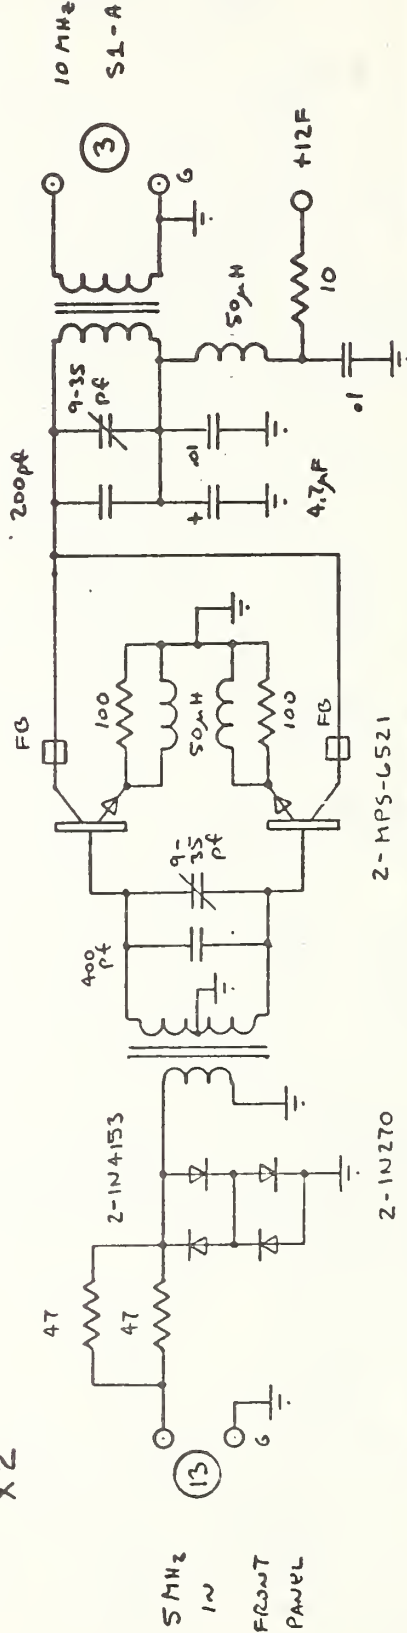 X 2
5 MHz
IN
FRONT
PANEL
13
G
47
47
2-1N4153
2-1N270
400
pf
9-
35
pf
FB
100
50μH
100
FB
2-MPS-6521
200pf
9-35
pf
+
.01
4.7μF
50μH
10
+12F
.01
3
G
10 MHz
S1-A